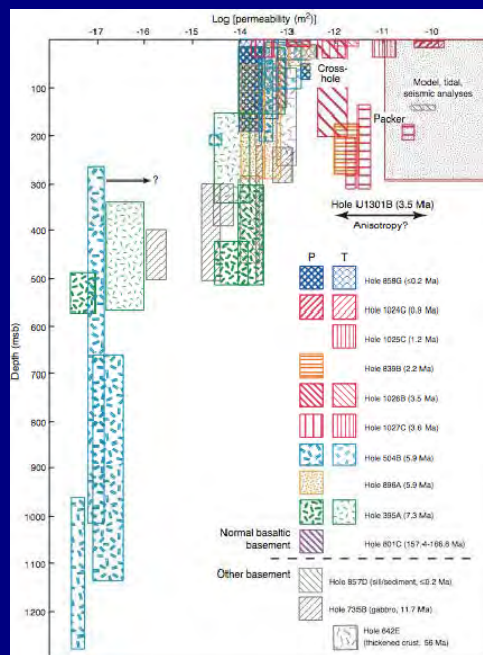 Log [permeability (m²)]
-17 -16 -15 -14 -13 -12 -11 -10
Depth (msb)
100
200
300
400
500
600
700
800
900
1000
1100
1200
?
Cross-
hole
Packer
Model, tidal,
seismic analyses
Hole U1301B (3.5 Ma)
Anisotropy?
P T
Hole 858G (<0.2 Ma)
Hole 1024C (0.9 Ma)
Hole 1025C (1.2 Ma)
Hole 839B (2.2 Ma)
Hole 1026B (3.5 Ma)
Hole 1027C (3.6 Ma)
Hole 504B (5.9 Ma)
Hole 896A (5.9 Ma)
Hole 395A (7.3 Ma)
Normal basaltic
basement
Hole 801C (157.4-166.8 Ma)
Other basement
Hole 857D (sill/sediment, <0.2 Ma)
Hole 735B (gabbro, 11.7 Ma)
Hole 642E
(thickened crust, 56 Ma)